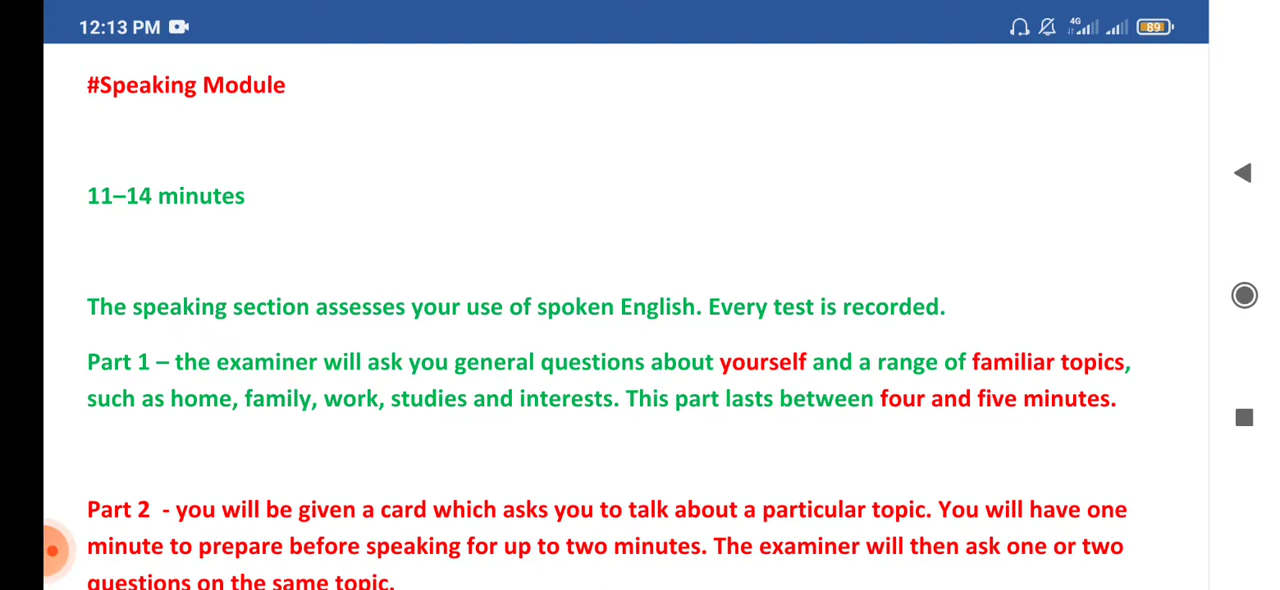 12:13 PM
4G
89
#Speaking Module
11–14 minutes
The speaking section assesses your use of spoken English. Every test is recorded.
Part 1 – the examiner will ask you general questions about yourself and a range of familiar topics,
such as home, family, work, studies and interests. This part lasts between four and five minutes.
Part 2  - you will be given a card which asks you to talk about a particular topic. You will have one
minute to prepare before speaking for up to two minutes. The examiner will then ask one or two
questions on the same topic.